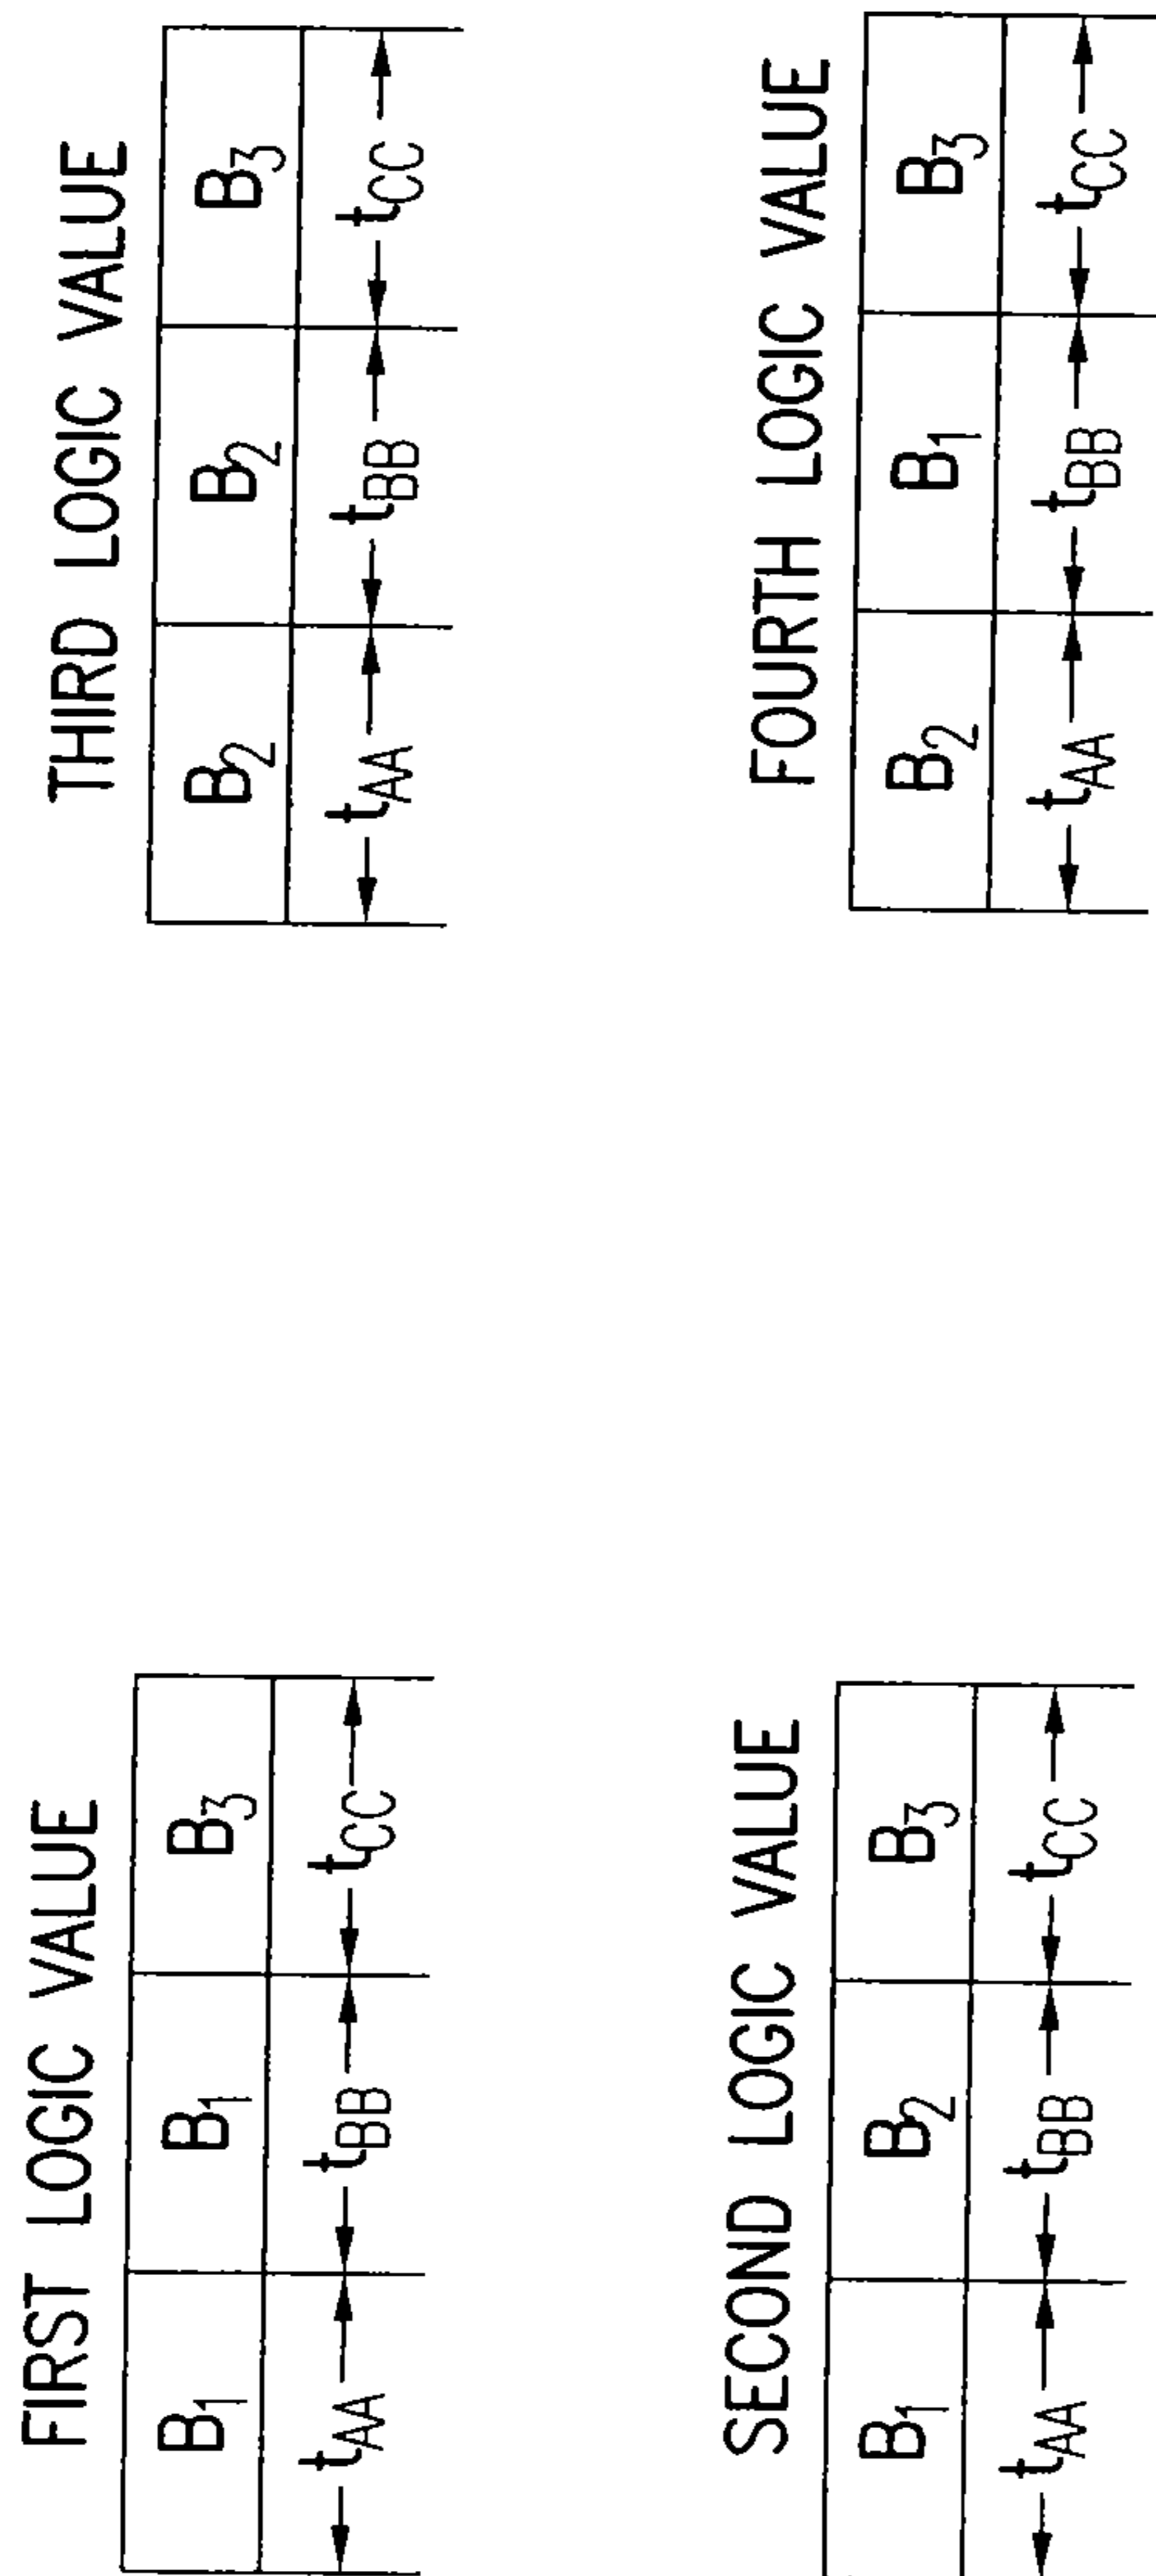 FIRST LOGIC VALUE
B1 B1 B3
tAA tBB tCC
THIRD LOGIC VALUE
B2 B2 B3
tAA tBB tCC
SECOND LOGIC VALUE
B1 B2 B3
tAA tBB tCC
FOURTH LOGIC VALUE
B2 B1 B3
tAA tBB tCC